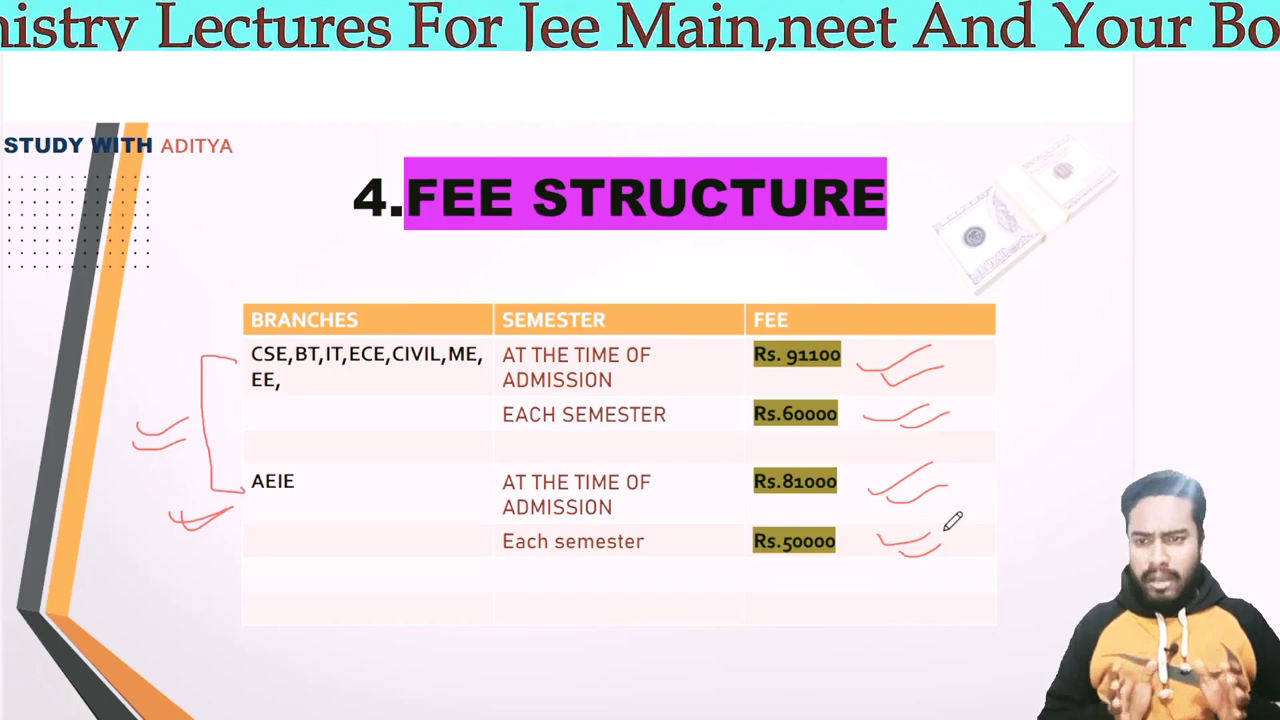 nistry Lectures For Jee Main,neet And Your Bo
STUDY WITH ADITYA
4.FEE STRUCTURE
BRANCHES SEMESTER FEE
CSE,BT,IT,ECE,CIVIL,ME, AT THE TIME OF Rs. 91100
EE, ADMISSION
EACH SEMESTER Rs.60000
AEIE AT THE TIME OF Rs.81000
ADMISSION
Each semester Rs.50000